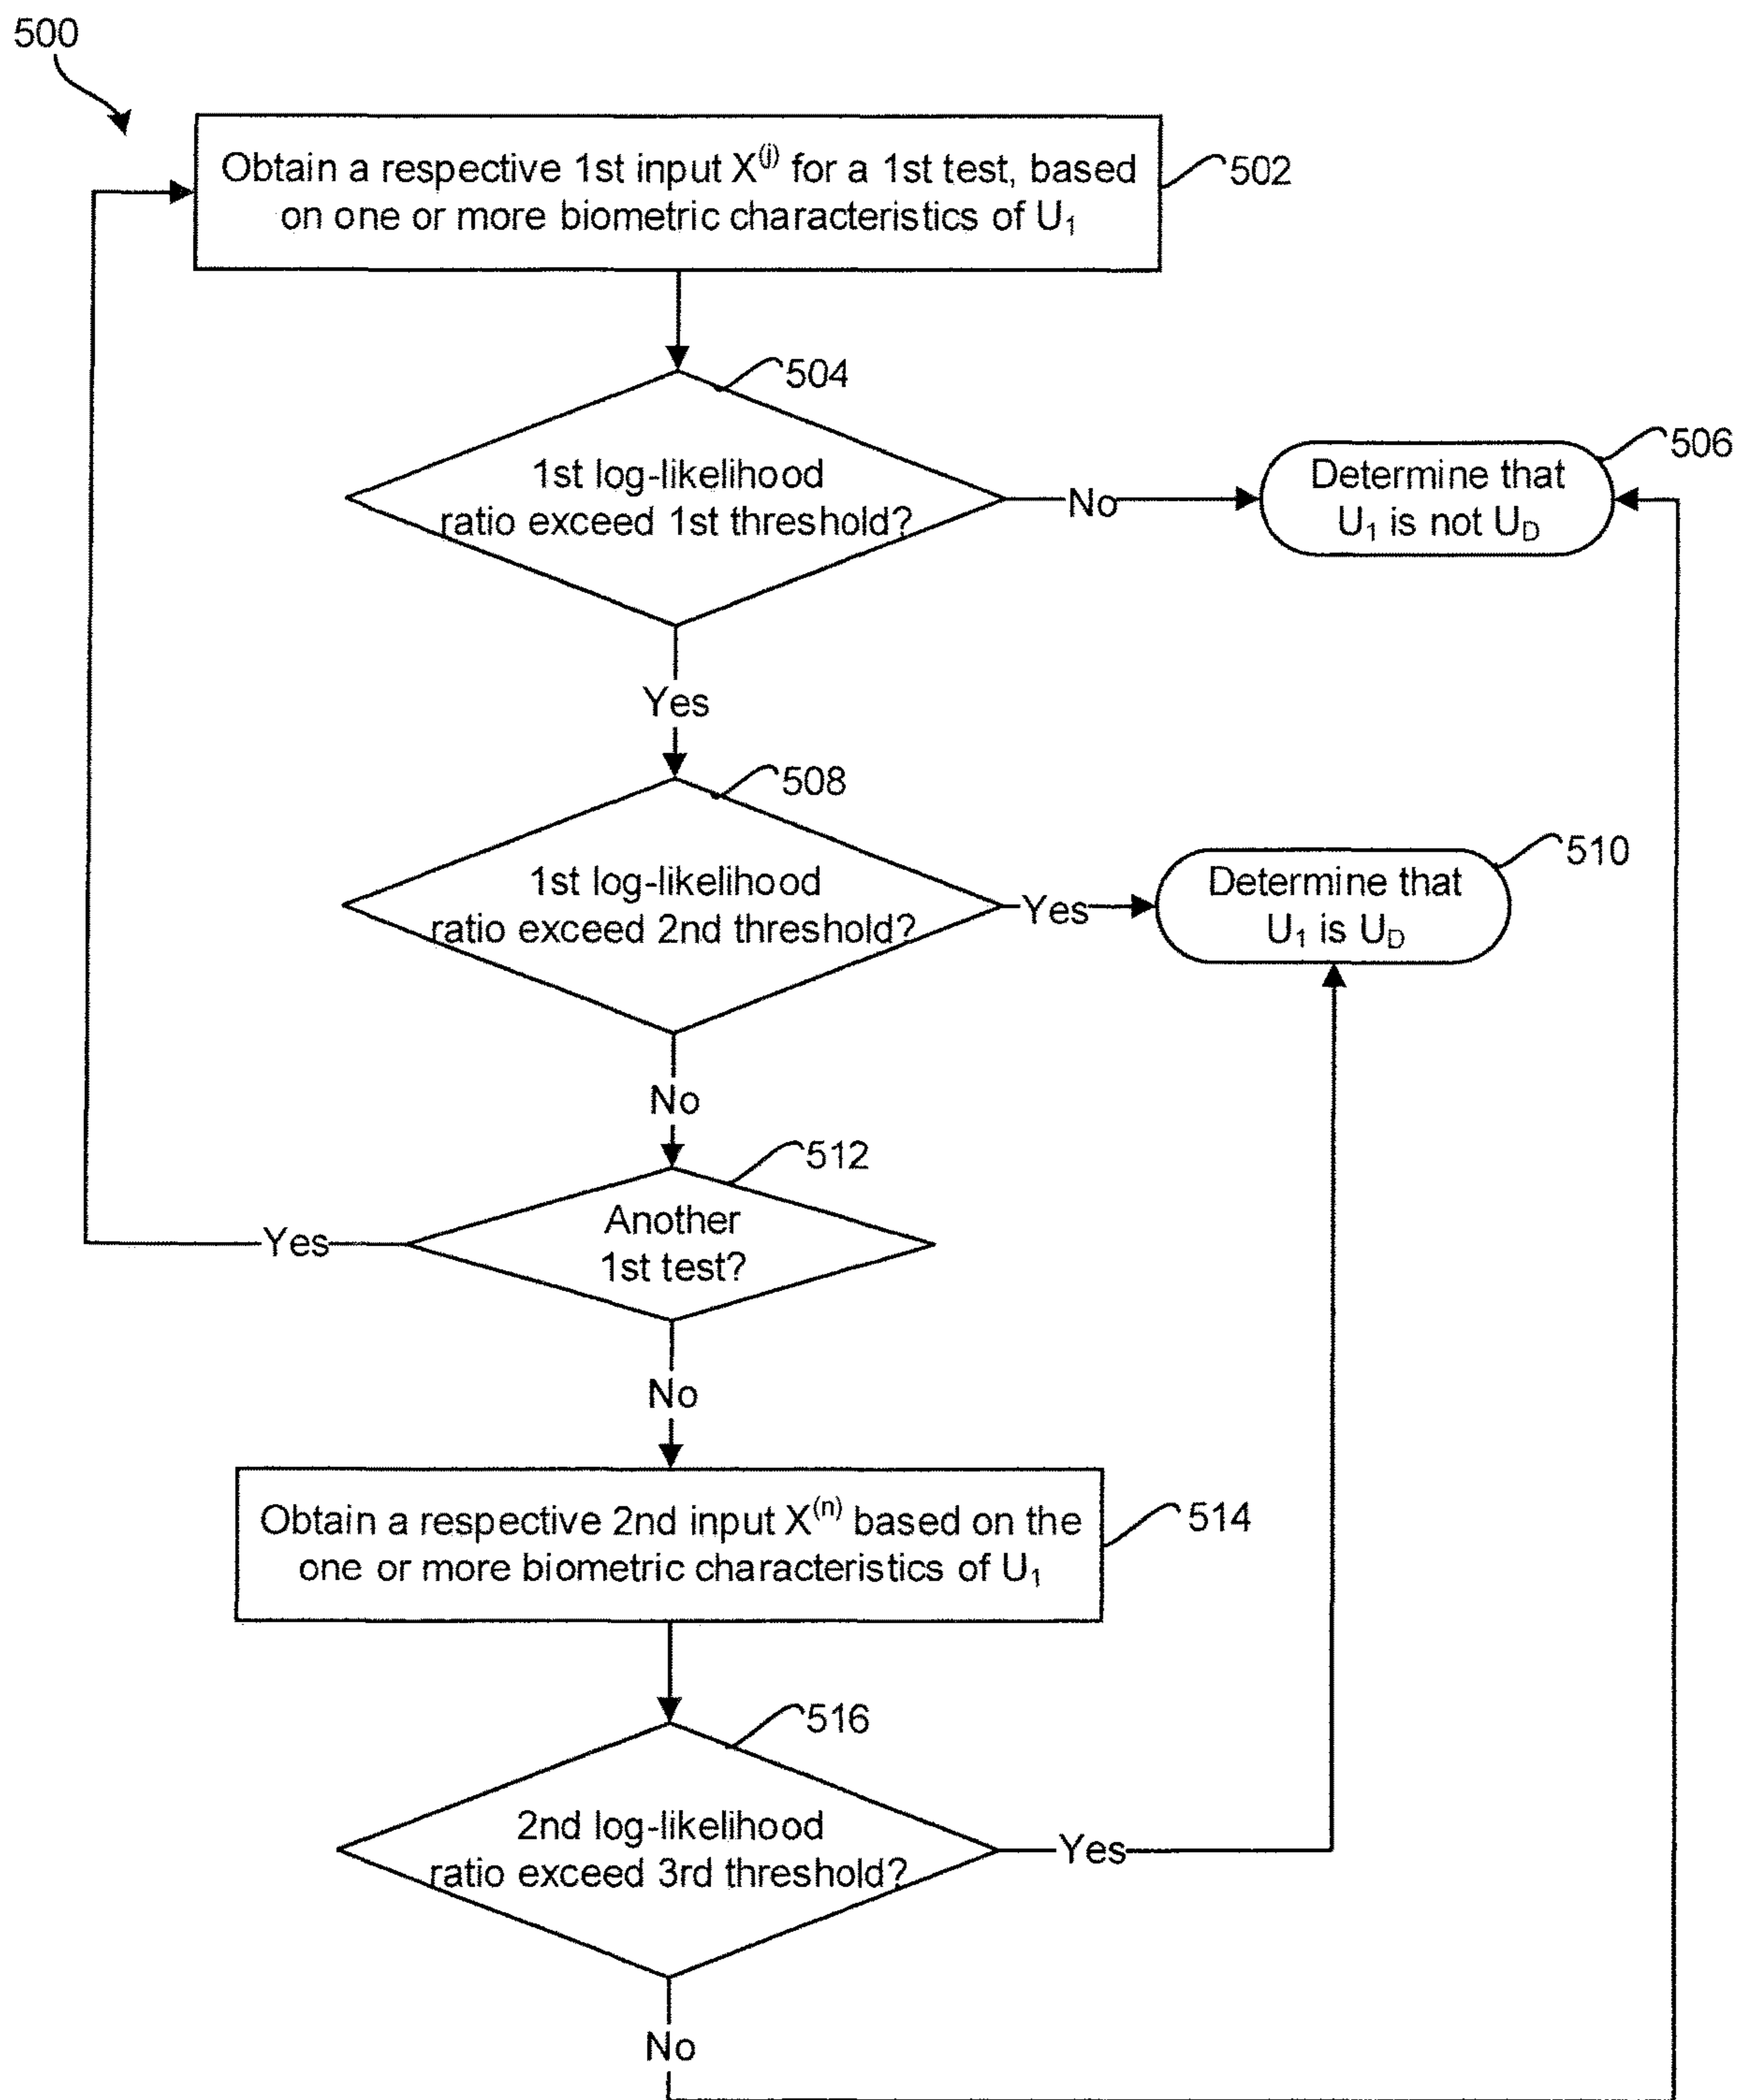 500
Obtain a respective 1st input X⁽ʲ⁾ for a 1st test, based
on one or more biometric characteristics of U₁
502
504
1st log-likelihood
ratio exceed 1st threshold?
No
Determine that
U₁ is not U_D
506
Yes
508
1st log-likelihood
ratio exceed 2nd threshold?
Yes
Determine that
U₁ is U_D
510
No
512
Another
1st test?
Yes
No
Obtain a respective 2nd input X⁽ⁿ⁾ based on the
one or more biometric characteristics of U₁
514
516
2nd log-likelihood
ratio exceed 3rd threshold?
Yes
No